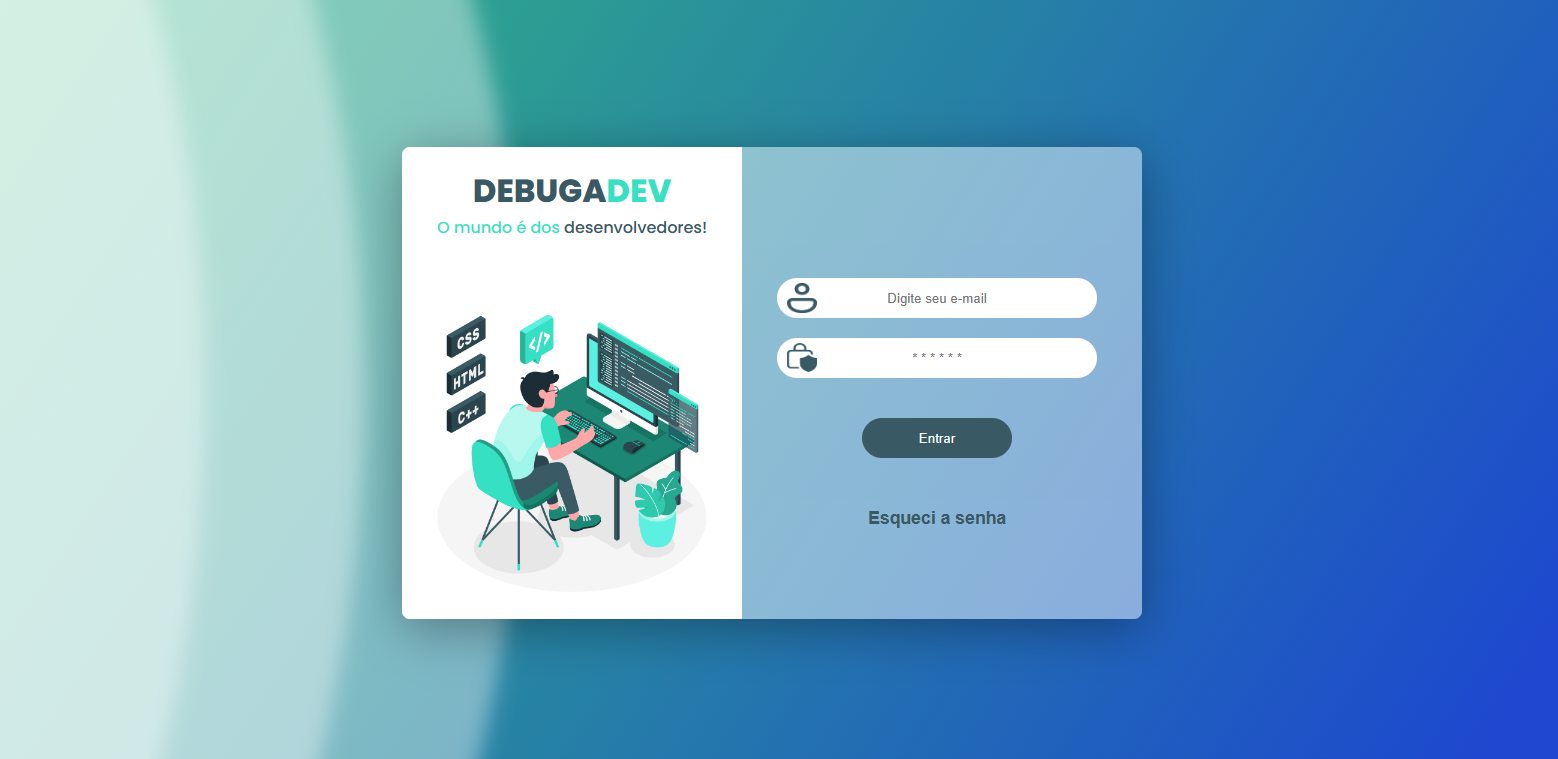 DEBUGADEV
O mundo é dos desenvolvedores!
CSS
</>
HTML
C++
Digite seu e-mail
* * * * * *
Entrar
Esqueci a senha